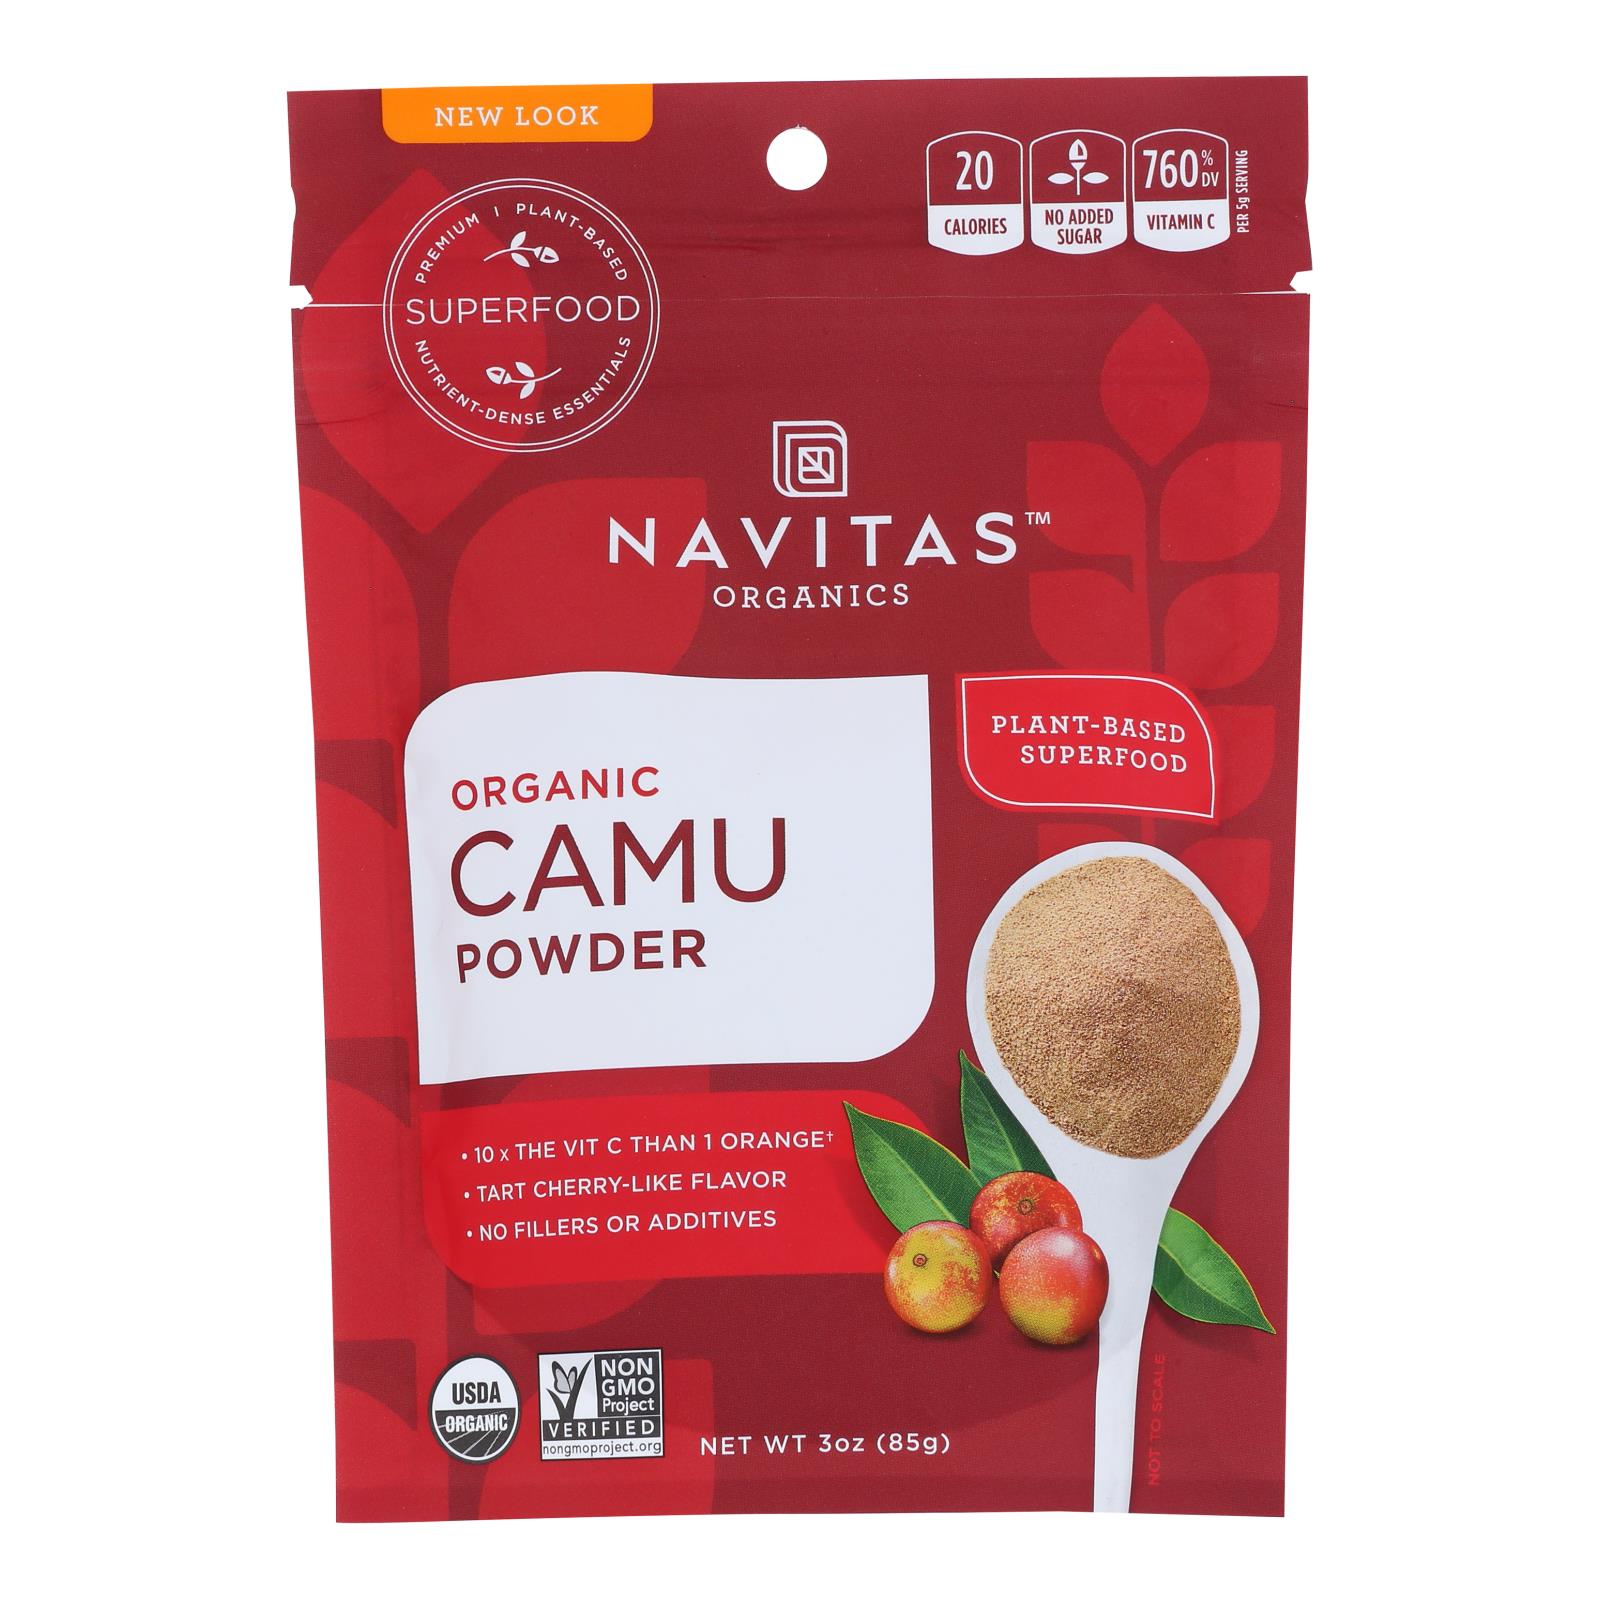 NEW LOOK
PREMIUM | PLANT-BASED
SUPERFOOD
NUTRIENT-DENSE ESSENTIALS
20
CALORIES
NO ADDED
SUGAR
760% DV
VITAMIN C
PER 5g SERVING
NAVITAS™
ORGANICS
PLANT-BASED
SUPERFOOD
ORGANIC
CAMU
POWDER
• 10 x THE VIT C THAN 1 ORANGE†
• TART CHERRY-LIKE FLAVOR
• NO FILLERS OR ADDITIVES
USDA
ORGANIC
NON
GMO
Project
VERIFIED
nongmoproject.org
NET WT 3oz (85g)
NOT TO SCALE